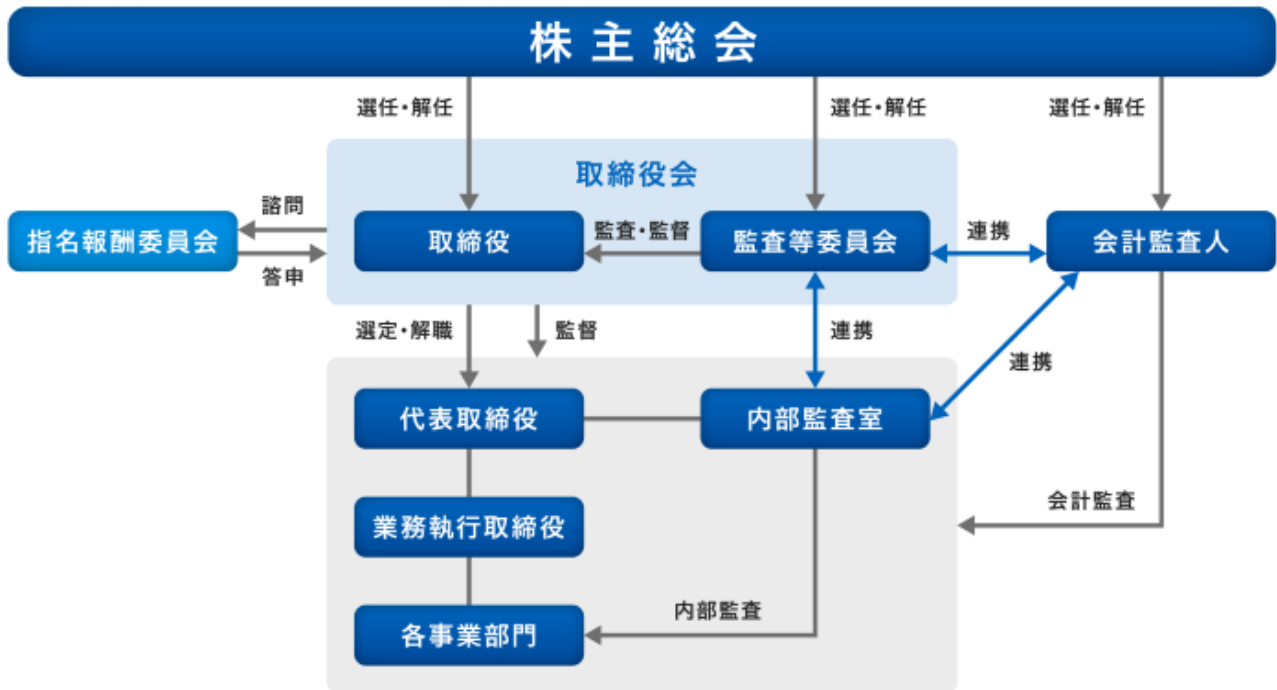 株主総会
選任・解任
選任・解任
選任・解任
取締役会
諮問
指名報酬委員会
答申
取締役
監査・監督
監査等委員会
連携
会計監査人
選定・解職
監督
連携
連携
代表取締役
内部監査室
業務執行取締役
会計監査
各事業部門
内部監査